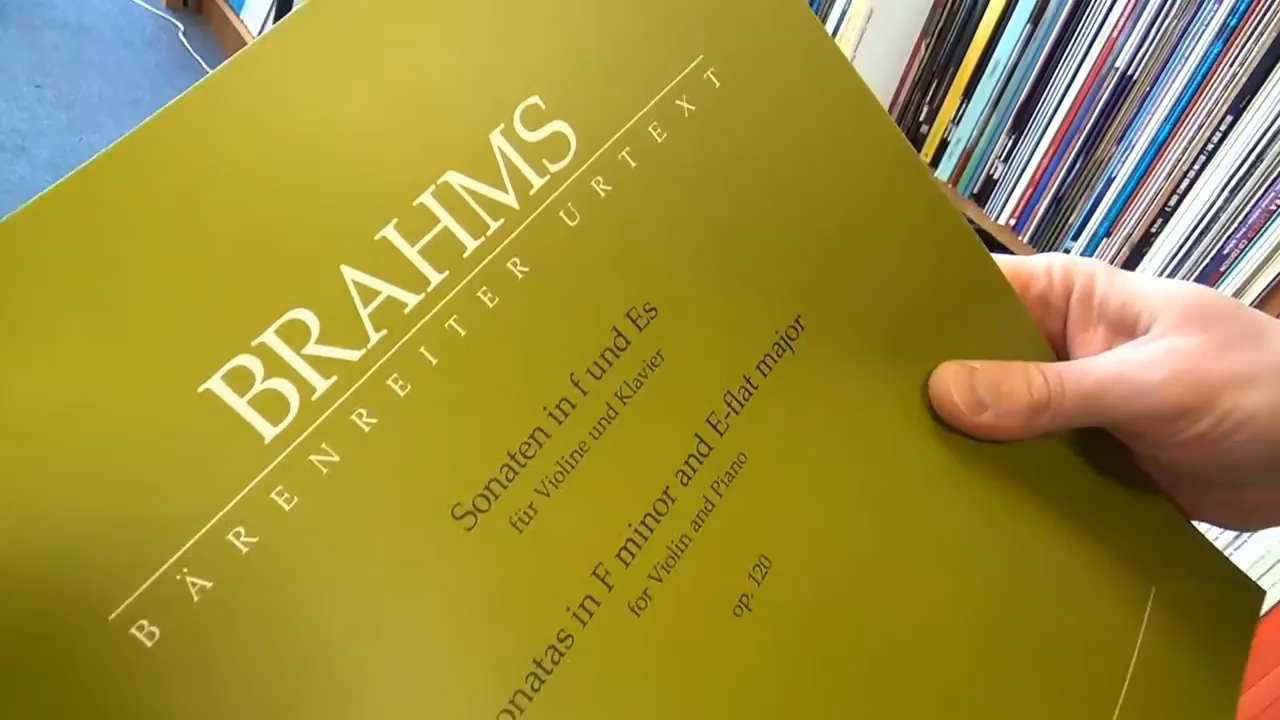 BRAHMS
BÄRENREITER URTEXT
Sonaten in f und Es
für Violine und Klavier
onatas in F minor and E-flat major
for Violin and Piano
op. 120